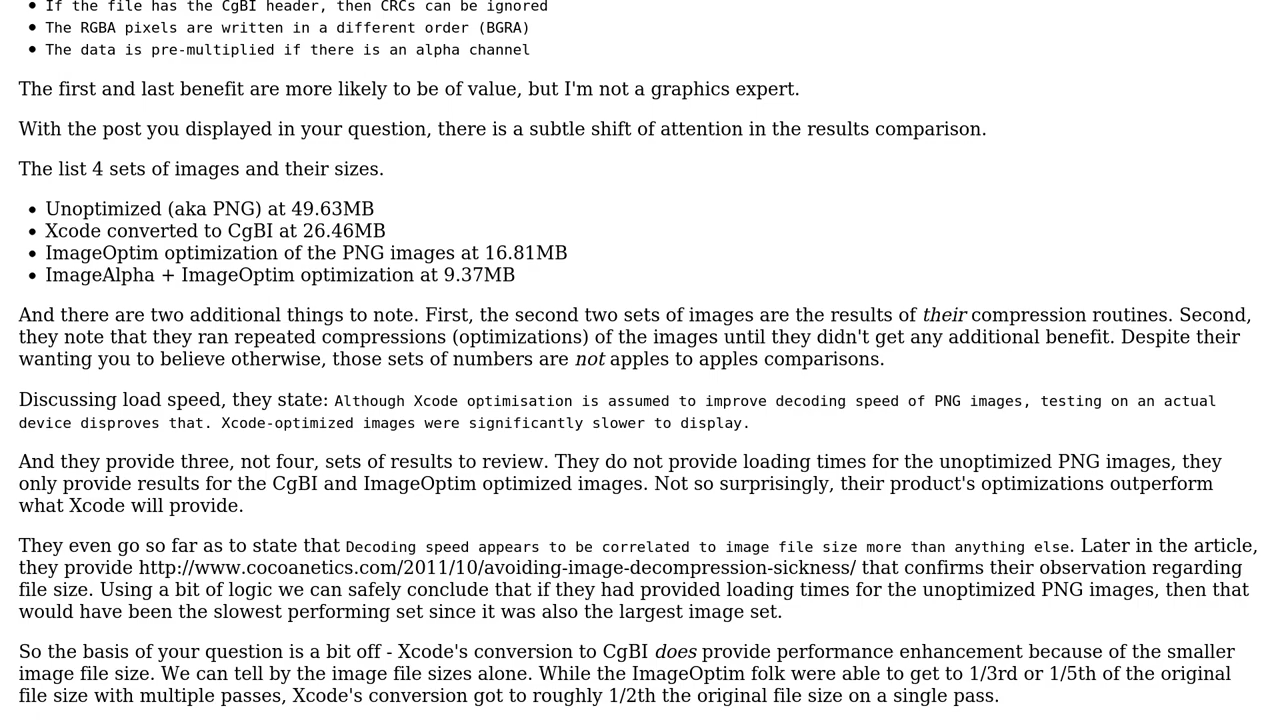 • If the file has the CgBI header, then CRCs can be ignored
• The RGBA pixels are written in a different order (BGRA)
• The data is pre-multiplied if there is an alpha channel
The first and last benefit are more likely to be of value, but I'm not a graphics expert.
With the post you displayed in your question, there is a subtle shift of attention in the results comparison.
The list 4 sets of images and their sizes.
• Unoptimized (aka PNG) at 49.63MB
• Xcode converted to CgBI at 26.46MB
• ImageOptim optimization of the PNG images at 16.81MB
• ImageAlpha + ImageOptim optimization at 9.37MB
And there are two additional things to note. First, the second two sets of images are the results of their compression routines. Second,
they note that they ran repeated compressions (optimizations) of the images until they didn't get any additional benefit. Despite their
wanting you to believe otherwise, those sets of numbers are not apples to apples comparisons.
Discussing load speed, they state: Although Xcode optimisation is assumed to improve decoding speed of PNG images, testing on an actual
device disproves that. Xcode-optimized images were significantly slower to display.
And they provide three, not four, sets of results to review. They do not provide loading times for the unoptimized PNG images, they
only provide results for the CgBI and ImageOptim optimized images. Not so surprisingly, their product's optimizations outperform
what Xcode will provide.
They even go so far as to state that Decoding speed appears to be correlated to image file size more than anything else. Later in the article,
they provide http://www.cocoanetics.com/2011/10/avoiding-image-decompression-sickness/ that confirms their observation regarding
file size. Using a bit of logic we can safely conclude that if they had provided loading times for the unoptimized PNG images, then that
would have been the slowest performing set since it was also the largest image set.
So the basis of your question is a bit off - Xcode's conversion to CgBI does provide performance enhancement because of the smaller
image file size. We can tell by the image file sizes alone. While the ImageOptim folk were able to get to 1/3rd or 1/5th of the original
file size with multiple passes, Xcode's conversion got to roughly 1/2th the original file size on a single pass.